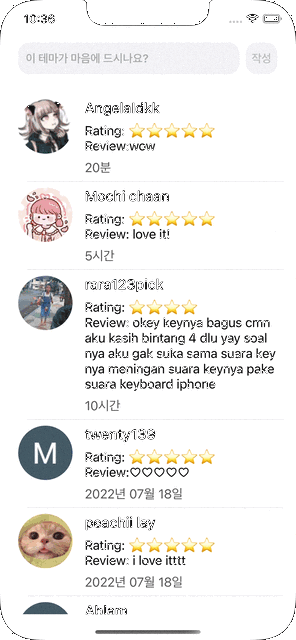 10:36
이 테마가 마음에 드시나요?
작성
Angelaldkk
Rating: ⭐⭐⭐⭐⭐
Review:wow
20분
Mochi chaan
Rating: ⭐⭐⭐⭐⭐
Review: love it!
5시간
rara123pick
Rating: ⭐⭐⭐⭐
Review: okey keynya bagus cmn
aku kasih bintang 4 dlu yay soal
nya aku gak suka sama suara key
nya meningan suara keynya pake
suara keyboard iphone
10시간
M
twenty139
Rating: ⭐⭐⭐⭐⭐
Review:♡♡♡♡♡
2022년 07월 18일
peachii lay
Rating: ⭐⭐⭐⭐⭐
Review: i love itttt
2022년 07월 18일